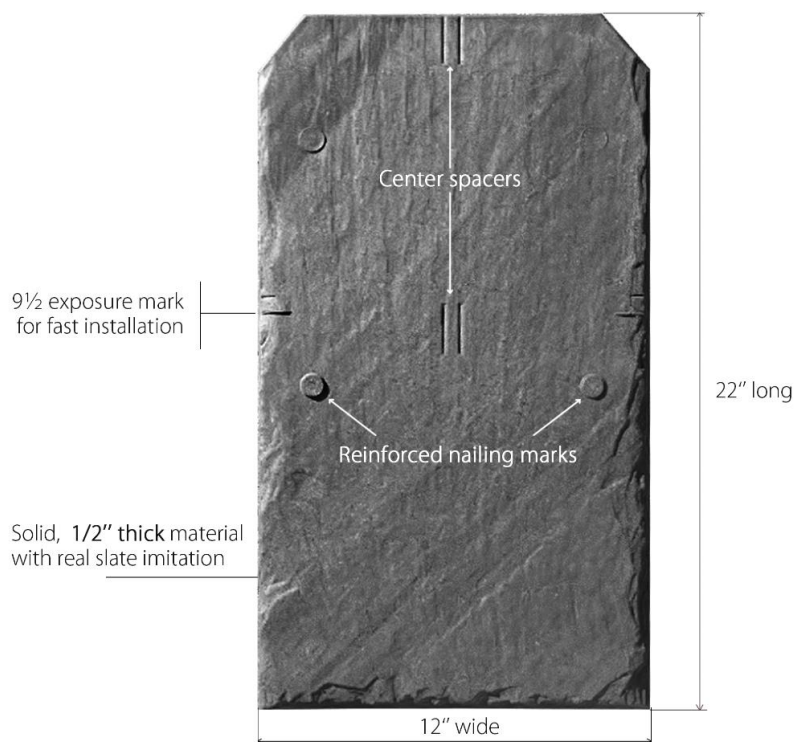 Center spacers
9½ exposure mark
for fast installation
22" long
Reinforced nailing marks
Solid, 1/2" thick material
with real slate imitation
12" wide